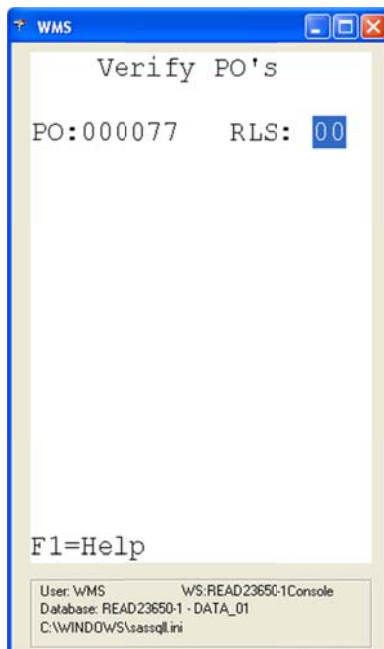 WMS
Verify PO's
PO:000077 RLS: 00
F1=Help
User: WMS WS:READ23650-1Console
Database: READ23650-1 - DATA_01
C:\WINDOWS\sassqll.ini